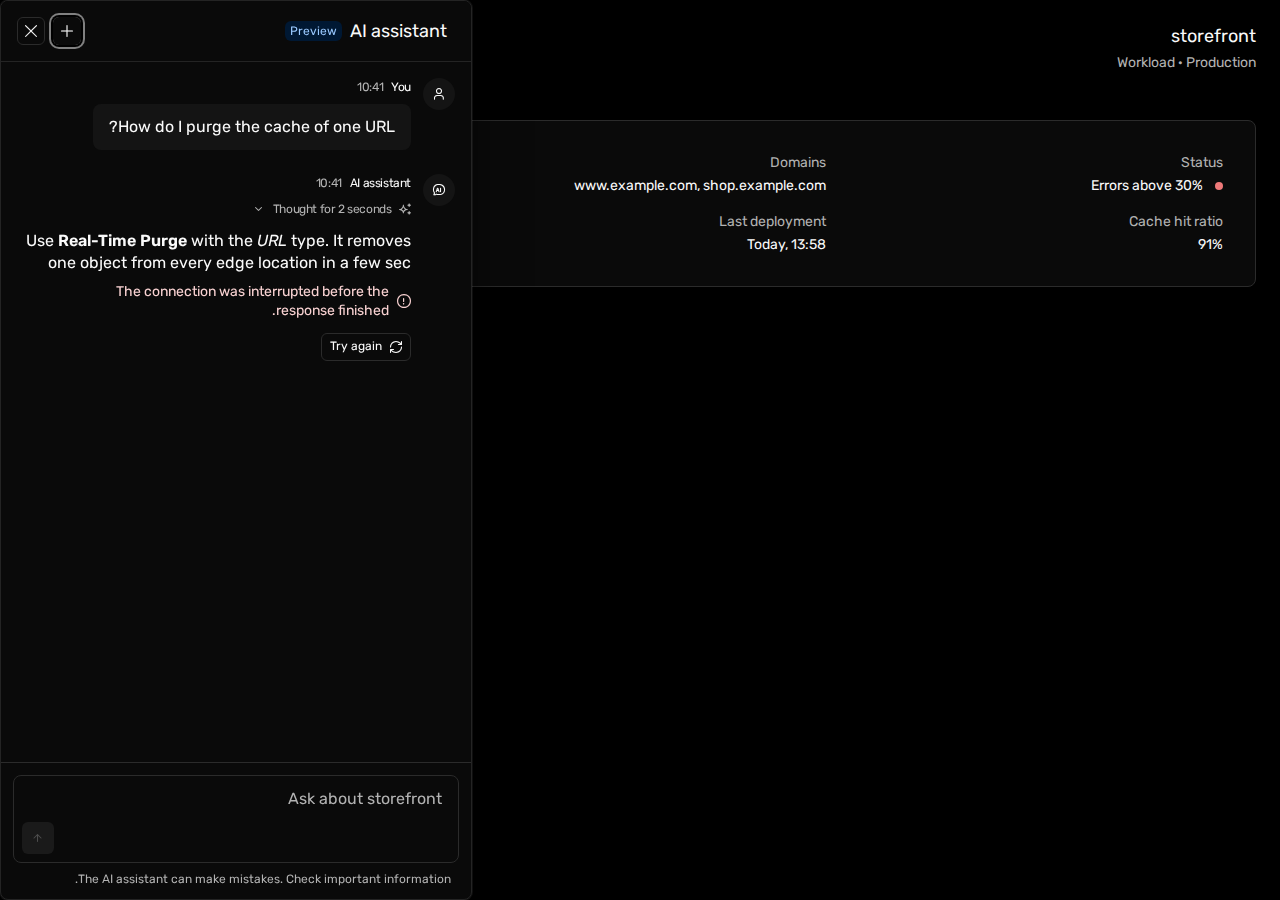 AI assistant
Preview
You 10:41
How do I purge the cache of one URL?
AI assistant 10:41
Thought for 2 seconds
Use Real-Time Purge with the URL type. It removes
one object from every edge location in a few sec
The connection was interrupted before the
response finished.
Try again
Ask about storefront
The AI assistant can make mistakes. Check important information.
storefront
Workload • Production
Status
Errors above 30%
Domains
www.example.com, shop.example.com
Cache hit ratio
91%
Last deployment
Today, 13:58